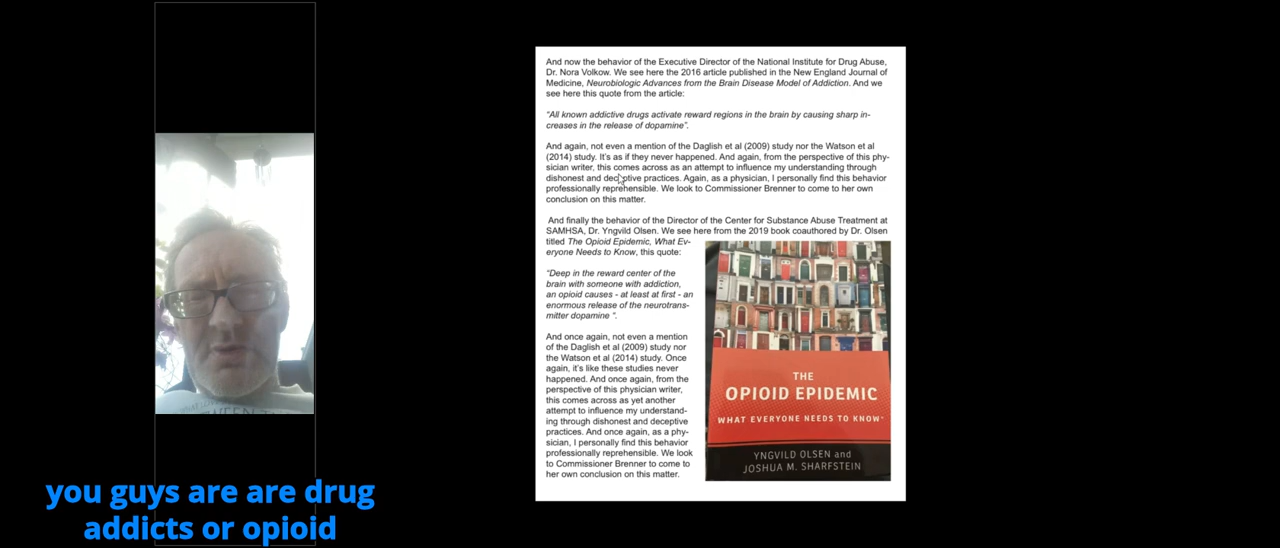 And now the behavior of the Executive Director of the National Institute for Drug Abuse,
Dr. Nora Volkow. We see here the 2016 article published in the New England Journal of
Medicine, Neurobiologic Advances from the Brain Disease Model of Addiction. And we
see here this quote from the article:
“All known addictive drugs activate reward regions in the brain by causing sharp in-
creases in the release of dopamine”.
And again, not even a mention of the Daglish et al (2009) study nor the Watson et al
(2014) study. It’s as if they never happened. And again, from the perspective of this phy-
sician writer, this comes across as an attempt to influence my understanding through
dishonest and deceptive practices. Again, as a physician, I personally find this behavior
professionally reprehensible. We look to Commissioner Brenner to come to her own
conclusion on this matter.
And finally the behavior of the Director of the Center for Substance Abuse Treatment at
SAMHSA, Dr. Yngvild Olsen. We see here from the 2019 book coauthored by Dr. Olsen
titled The Opioid Epidemic, What Ev-
eryone Needs to Know, this quote:
“Deep in the reward center of the
brain with someone with addiction,
an opioid causes - at least at first - an
enormous release of the neurotrans-
mitter dopamine “.
And once again, not even a mention
of the Daglish et al (2009) study nor
the Watson et al (2014) study. Once
again, it’s like these studies never
happened. And once again, from the
perspective of this physician writer,
this comes across as yet another
attempt to influence my understand-
ing through dishonest and deceptive
practices. And once again, as a phy-
sician, I personally find this behavior
professionally reprehensible. We look
to Commissioner Brenner to come to
her own conclusion on this matter.
THE
OPIOID EPIDEMIC
WHAT EVERYONE NEEDS TO KNOW®
YNGVILD OLSEN and
JOSHUA M. SHARFSTEIN
you guys are are drug
addicts or opioid